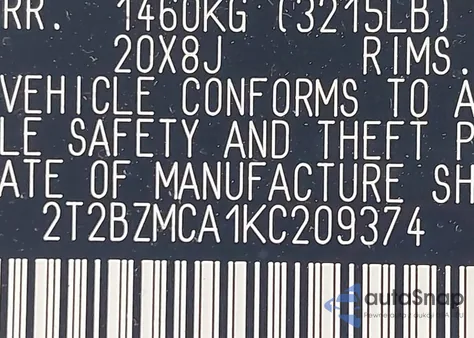 RR. 1460KG (3215LB)
20X8J RIMS
VEHICLE CONFORMS TO A
LE SAFETY AND THEFT P
ATE OF MANUFACTURE SH
2T2BZMCA1KC209374
autoSnap